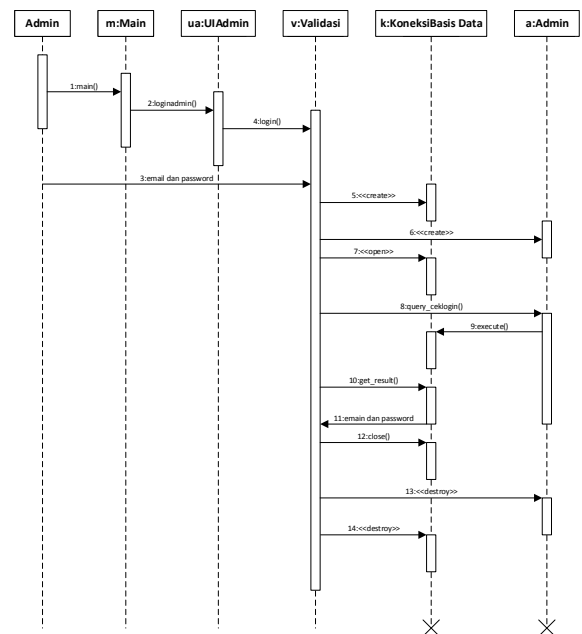 Admin
m:Main
ua:UIAdmin
v:Validasi
k:KoneksiBasis Data
a:Admin
1:main()
2:loginadmin()
4:login()
3:email dan password
5:<<create>>
6:<<create>>
7:<<open>>
8:query_ceklogin()
9:execute()
10:get_result()
11:emain dan password
12:close()
13:<<destroy>>
14:<<destroy>>